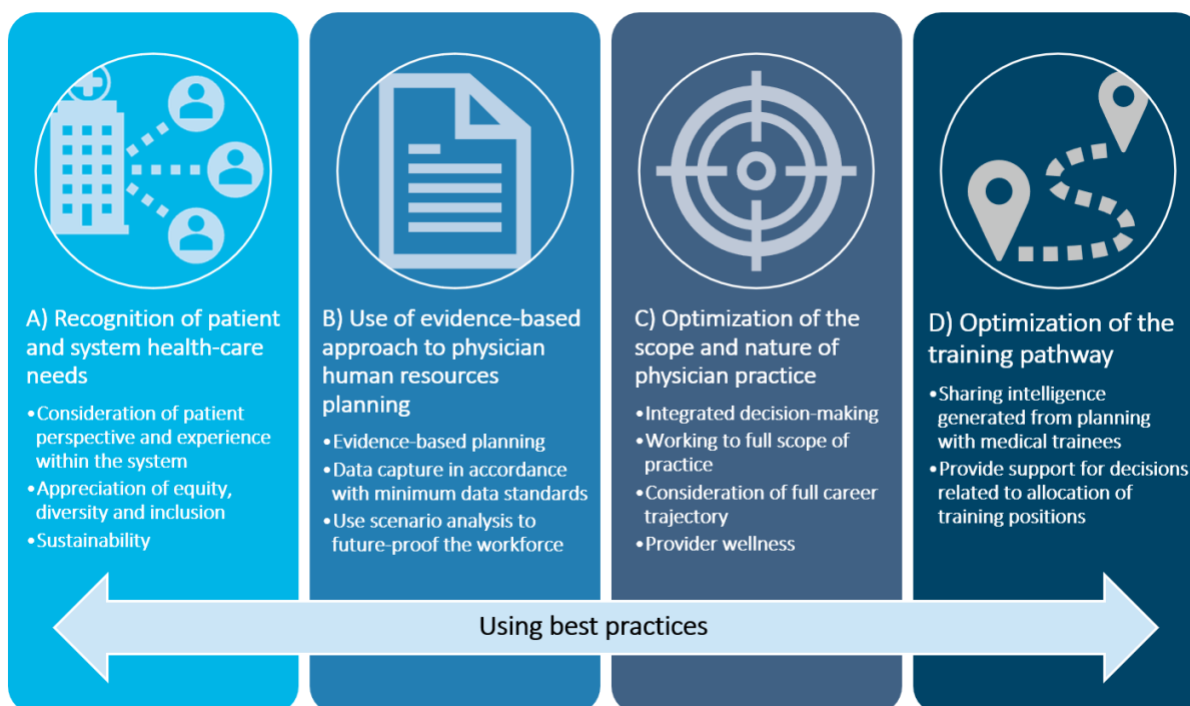 A) Recognition of patient
and system health-care
needs
•Consideration of patient
perspective and experience
within the system
•Appreciation of equity,
diversity and inclusion
•Sustainability
B) Use of evidence-based
approach to physician
human resources
planning
•Evidence-based planning
•Data capture in accordance
with minimum data standards
•Use scenario analysis to
future-proof the workforce
C) Optimization of the
scope and nature of
physician practice
•Integrated decision-making
•Working to full scope of
practice
•Consideration of full career
trajectory
•Provider wellness
D) Optimization of the
training pathway
•Sharing intelligence
generated from planning
with medical trainees
•Provide support for decisions
related to allocation of
training positions
Using best practices